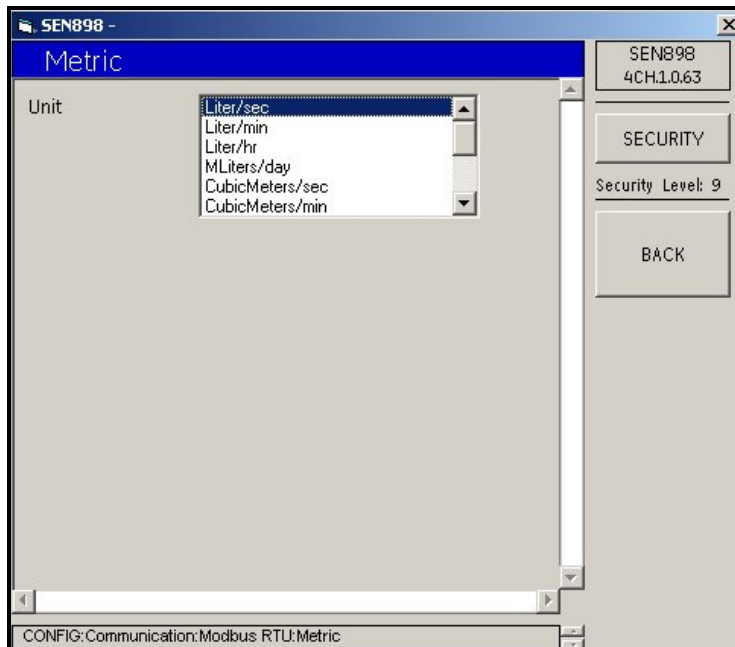 SEN898 -
Metric
Unit
Liter/sec
Liter/min
Liter/hr
MLiters/day
CubicMeters/sec
CubicMeters/min
SEN898
4CH.1.0.63
SECURITY
Security Level: 9
BACK
CONFIG:Communication:Modbus RTU:Metric